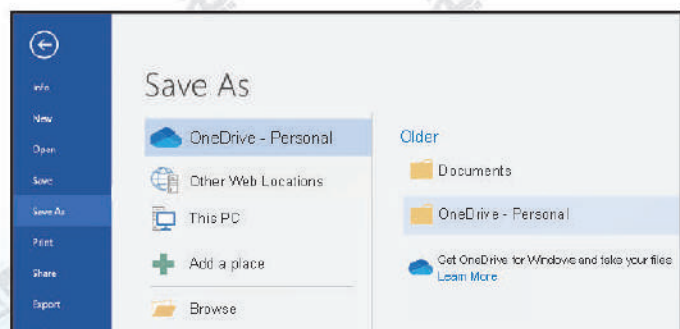 Info
New
Open
Save
Save As
Print
Share
Export
Save As
OneDrive - Personal
Other Web Locations
This PC
Add a place
Browse
Older
Documents
OneDrive - Personal
Get OneDrive for Windows and take your files
Learn More